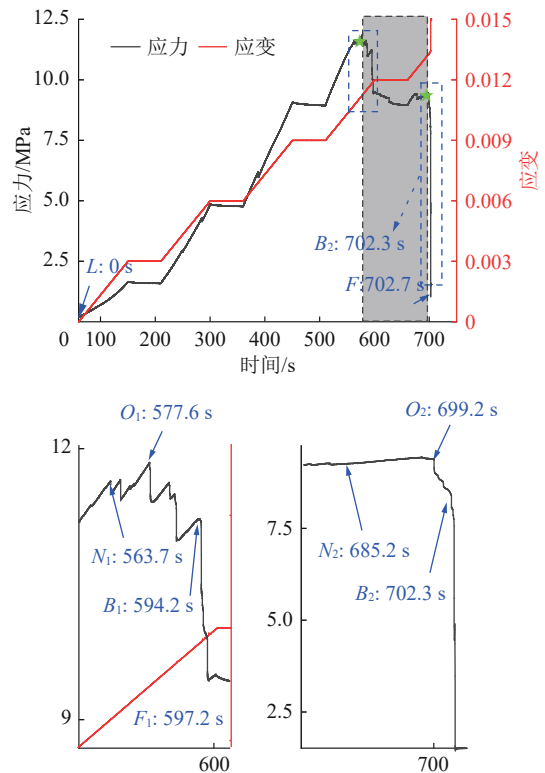 12.5
10.0
7.5
5.0
2.5
应力/MPa
应力
应变
L: 0 s
B₂: 702.3 s
F:702.7 s
0.015
0.012
0.009
0.006
0.003
0
应变
0
100
200
300
400
500
600
700
时间/s
O₁: 577.6 s
12
N₁: 563.7 s
B₁: 594.2 s
9
F₁: 597.2 s
600
O₂: 699.2 s
7.5
N₂: 685.2 s
B₂: 702.3 s
5.0
2.5
700